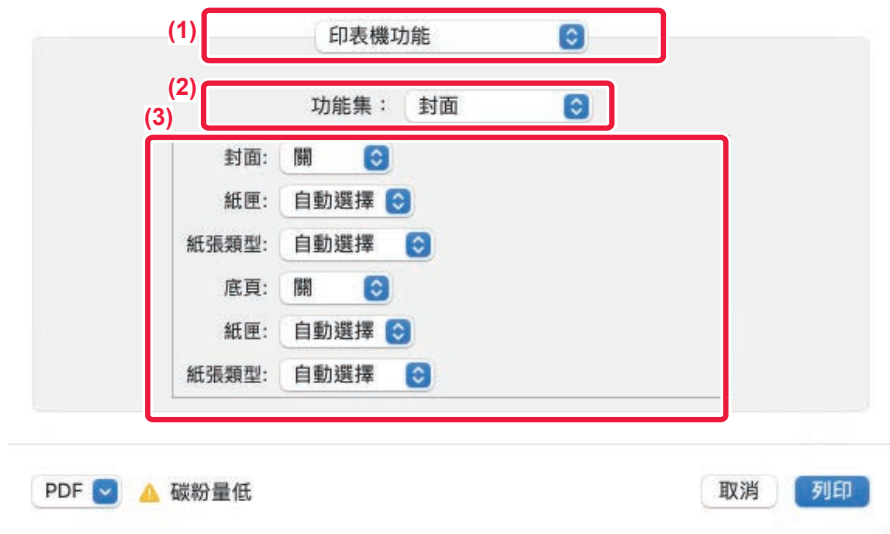 (1) 印表機功能
(2) 功能集： 封面
(3)
封面: 關
紙匣: 自動選擇
紙張類型: 自動選擇
底頁: 關
紙匣: 自動選擇
紙張類型: 自動選擇
PDF 碳粉量低 取消 列印